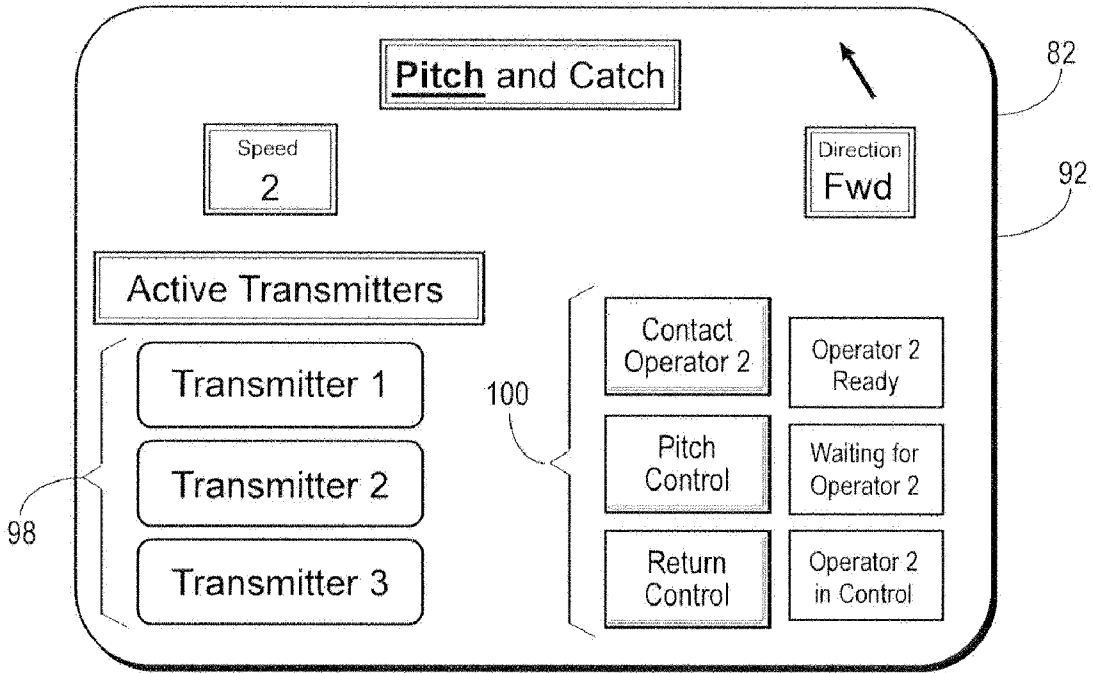 Pitch and Catch
82
Speed
2
Direction
Fwd
92
Active Transmitters
Transmitter 1
Transmitter 2
Transmitter 3
98
100
Contact
Operator 2
Operator 2
Ready
Pitch
Control
Waiting for
Operator 2
Return
Control
Operator 2
in Control